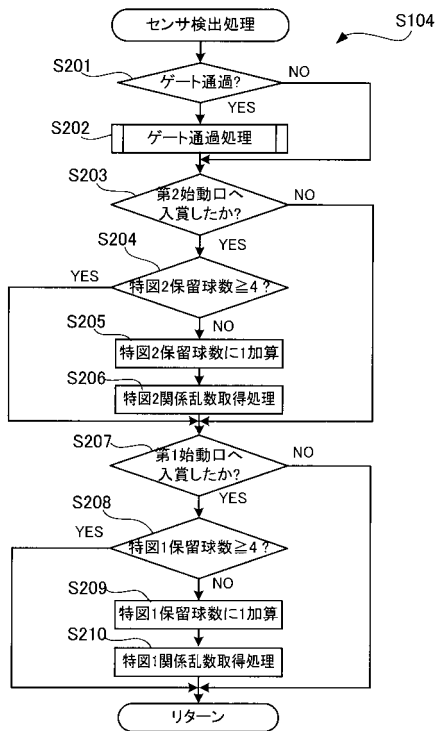 センサ検出処理
S104
S201
ゲート通過?
NO
YES
S202
ゲート通過処理
S203
第2始動口へ
入賞したか?
NO
YES
S204
YES
特図2保留球数≧4?
NO
S205
特図2保留球数に1加算
S206
特図2関係乱数取得処理
S207
第1始動口へ
入賞したか?
NO
YES
S208
YES
特図1保留球数≧4?
NO
S209
特図1保留球数に1加算
S210
特図1関係乱数取得処理
リターン